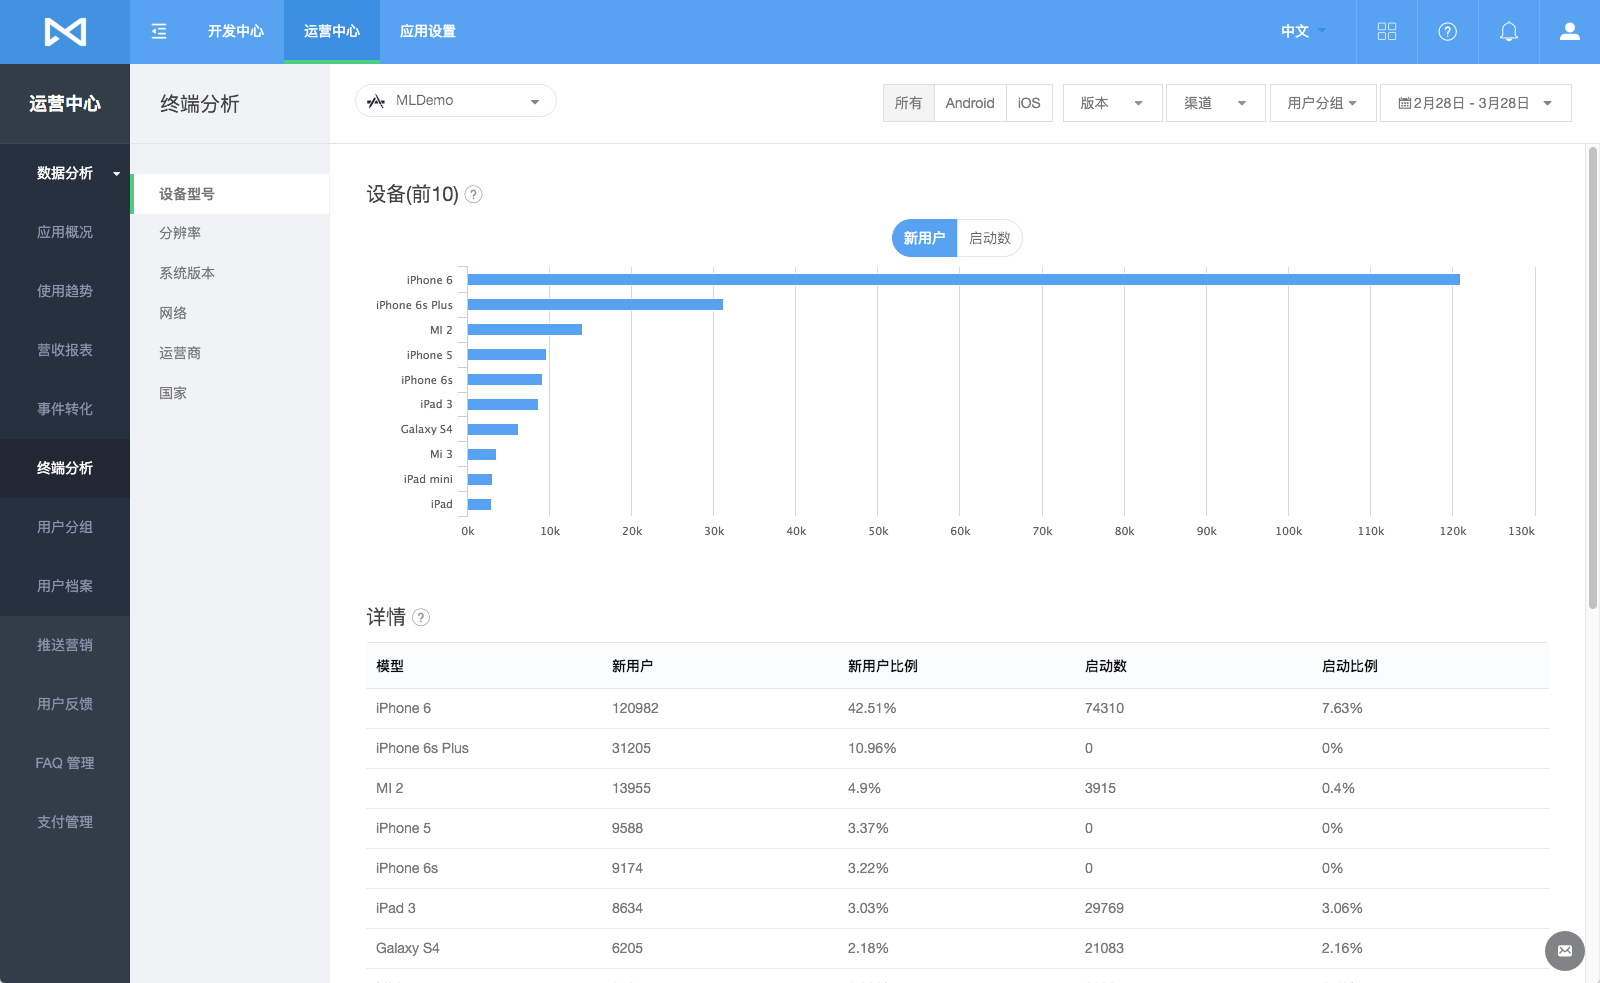 开发中心
运营中心
应用设置
中文
运营中心
数据分析
应用概况
使用趋势
营收报表
事件转化
终端分析
用户分组
用户档案
推送营销
用户反馈
FAQ 管理
支付管理
终端分析
设备型号
分辨率
系统版本
网络
运营商
国家
MLDemo
所有 Android iOS 版本 渠道 用户分组 2月28日 - 3月28日
设备(前10) ?
新用户 启动数
iPhone 6
iPhone 6s Plus
MI 2
iPhone 5
iPhone 6s
iPad 3
Galaxy S4
Mi 3
iPad mini
iPad
0k 10k 20k 30k 40k 50k 60k 70k 80k 90k 100k 110k 120k 130k
详情 ?
模型 新用户 新用户比例 启动数 启动比例
iPhone 6 120982 42.51% 74310 7.63%
iPhone 6s Plus 31205 10.96% 0 0%
MI 2 13955 4.9% 3915 0.4%
iPhone 5 9588 3.37% 0 0%
iPhone 6s 9174 3.22% 0 0%
iPad 3 8634 3.03% 29769 3.06%
Galaxy S4 6205 2.18% 21083 2.16%